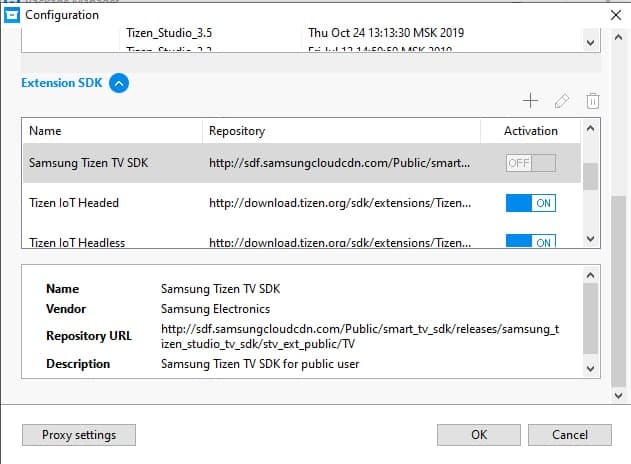 Configuration
Tizen_Studio_3.5 Thu Oct 24 13:13:30 MSK 2019
Extension SDK
Name Repository Activation
Samsung Tizen TV SDK http://sdf.samsungcloudcdn.com/Public/smart... OFF
Tizen IoT Headed http://download.tizen.org/sdk/extensions/Tizen... ON
Tizen IoT Headless http://download.tizen.org/sdk/extensions/Tizen... ON
Name Samsung Tizen TV SDK
Vendor Samsung Electronics
Repository URL http://sdf.samsungcloudcdn.com/Public/smart_tv_sdk/releases/samsung_t
izen_studio_tv_sdk/stv_ext_public/TV
Description Samsung Tizen TV SDK for public user
Proxy settings OK Cancel